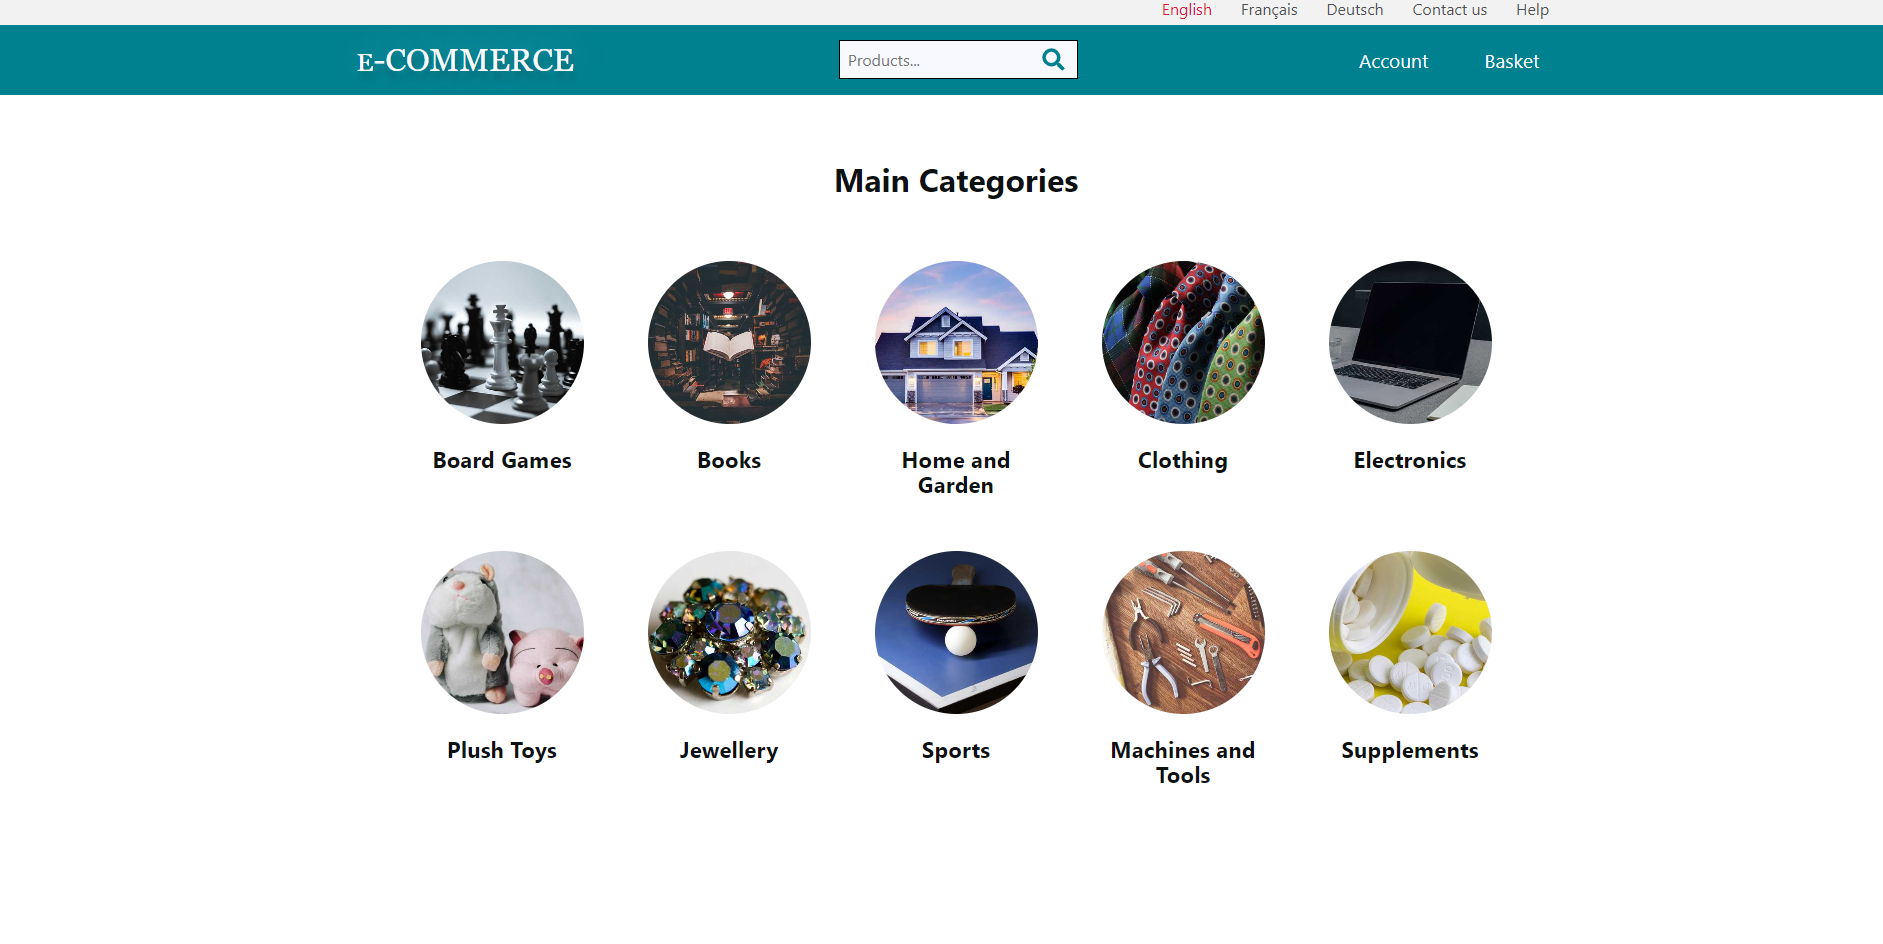 English Français Deutsch Contact us Help
E-COMMERCE Products... Account Basket
Main Categories
Board Games Books Home and Garden Clothing Electronics
Plush Toys Jewellery Sports Machines and Tools Supplements